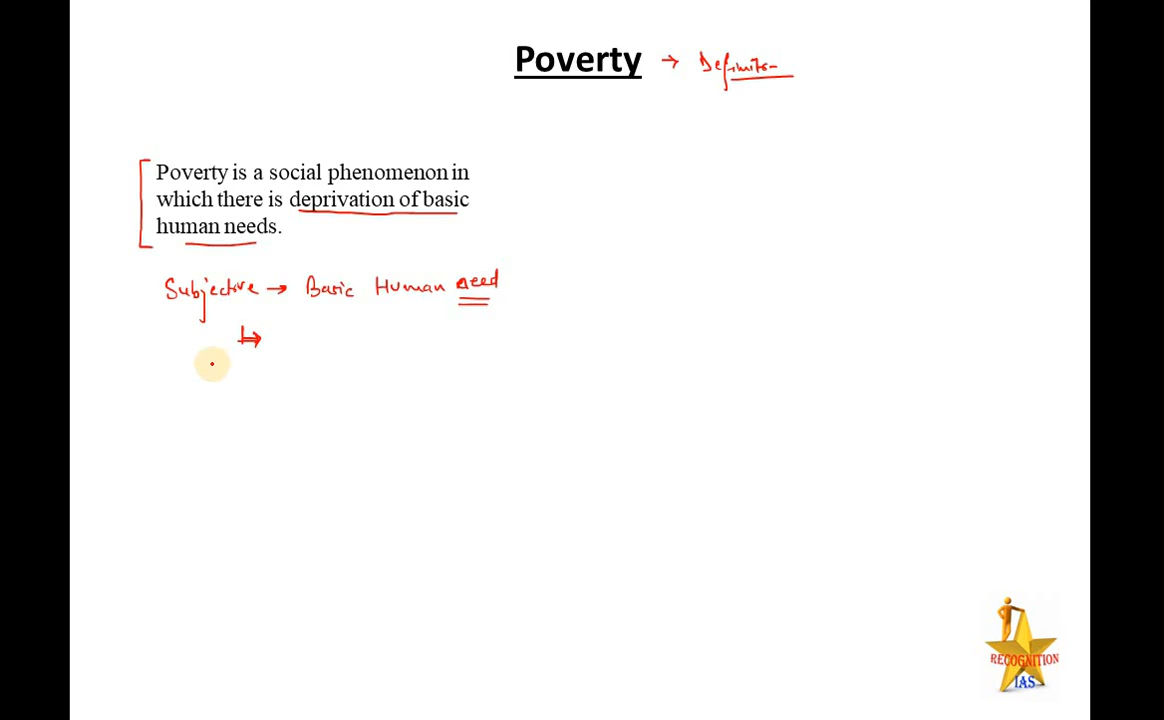 Poverty → Definition
Poverty is a social phenomenon in
which there is deprivation of basic
human needs.
Subjective → Basic Human need
RECOGNITION
IAS